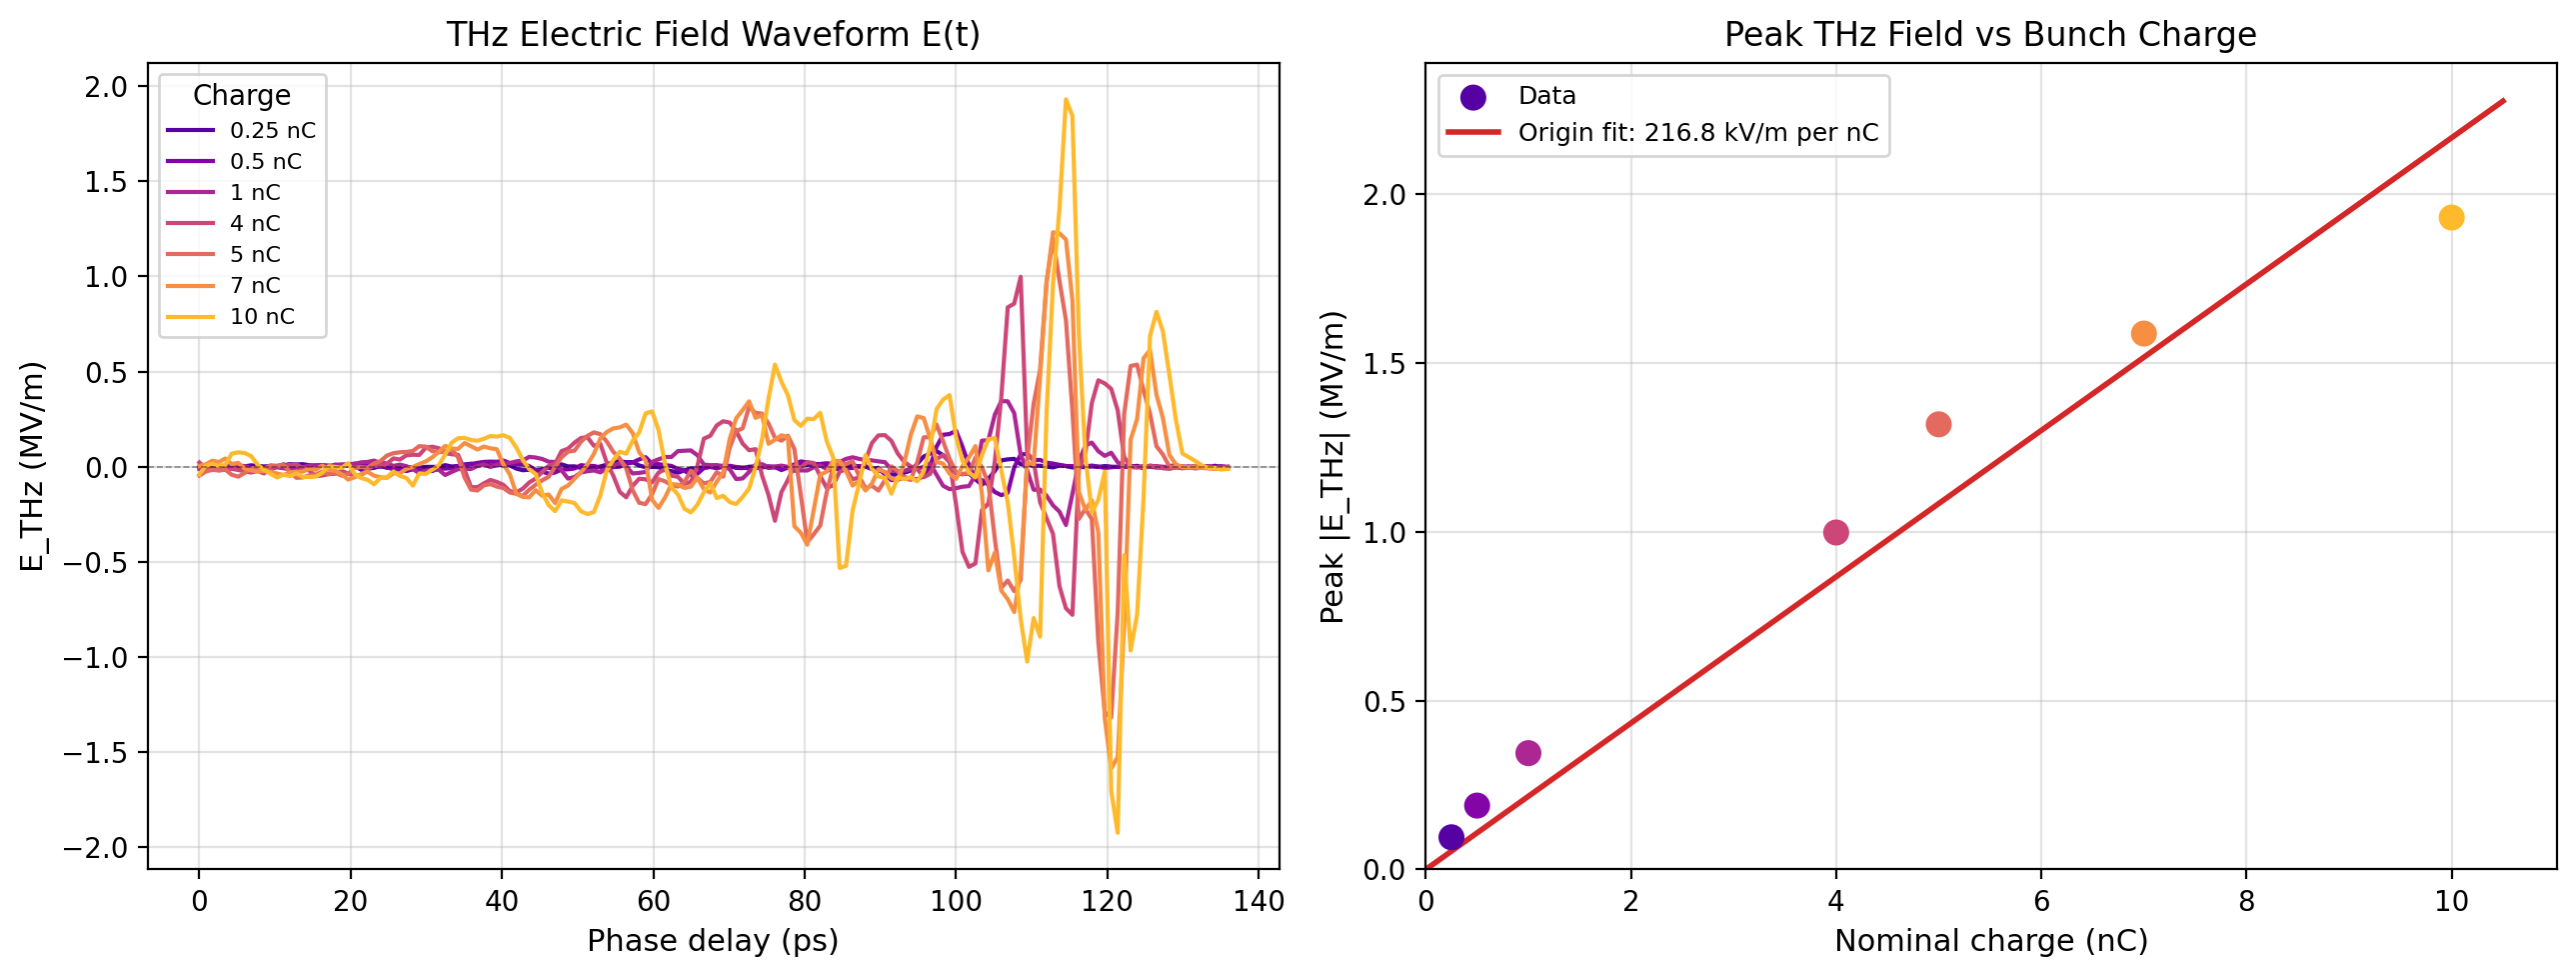 THz Electric Field Waveform E(t)
Charge
0.25 nC
0.5 nC
1 nC
4 nC
5 nC
7 nC
10 nC
E_THz (MV/m)
2.0
1.5
1.0
0.5
0.0
−0.5
−1.0
−1.5
−2.0
0 20 40 60 80 100 120 140
Phase delay (ps)
Peak THz Field vs Bunch Charge
Data
Origin fit: 216.8 kV/m per nC
Peak |E_THz| (MV/m)
2.0
1.5
1.0
0.5
0.0
0 2 4 6 8 10
Nominal charge (nC)